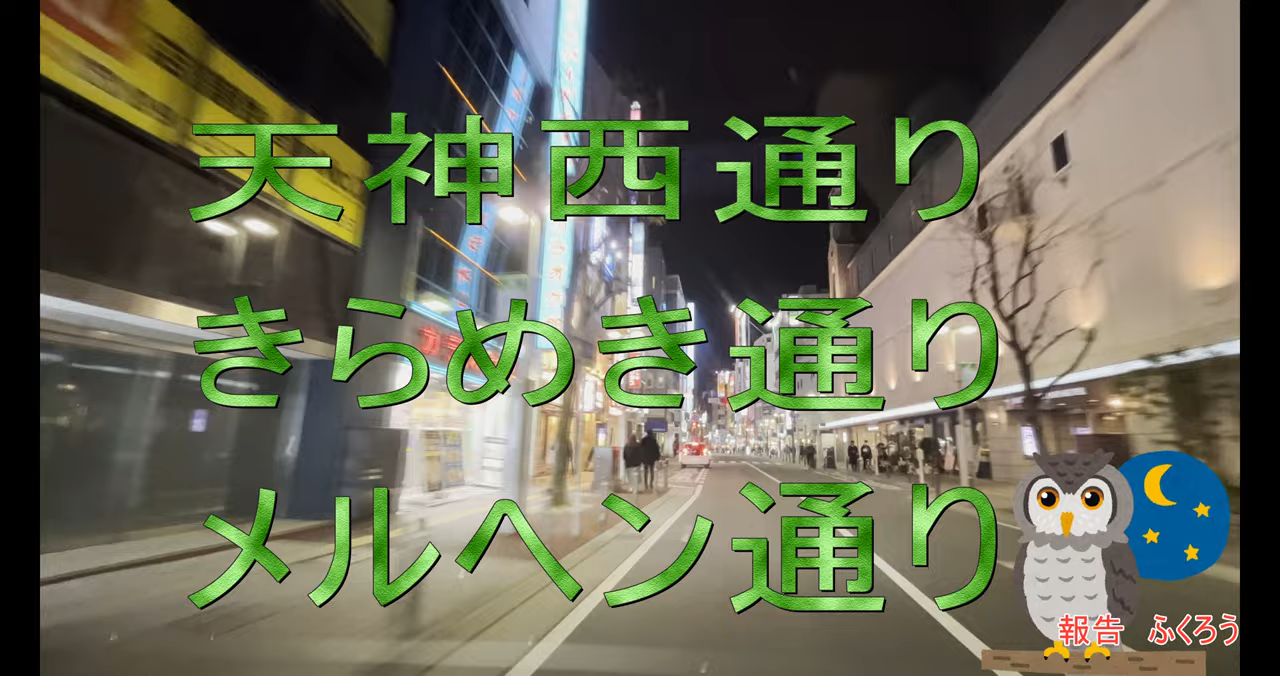 天神西通り
きらめき通り
メルヘン通り
報告 ふくろう